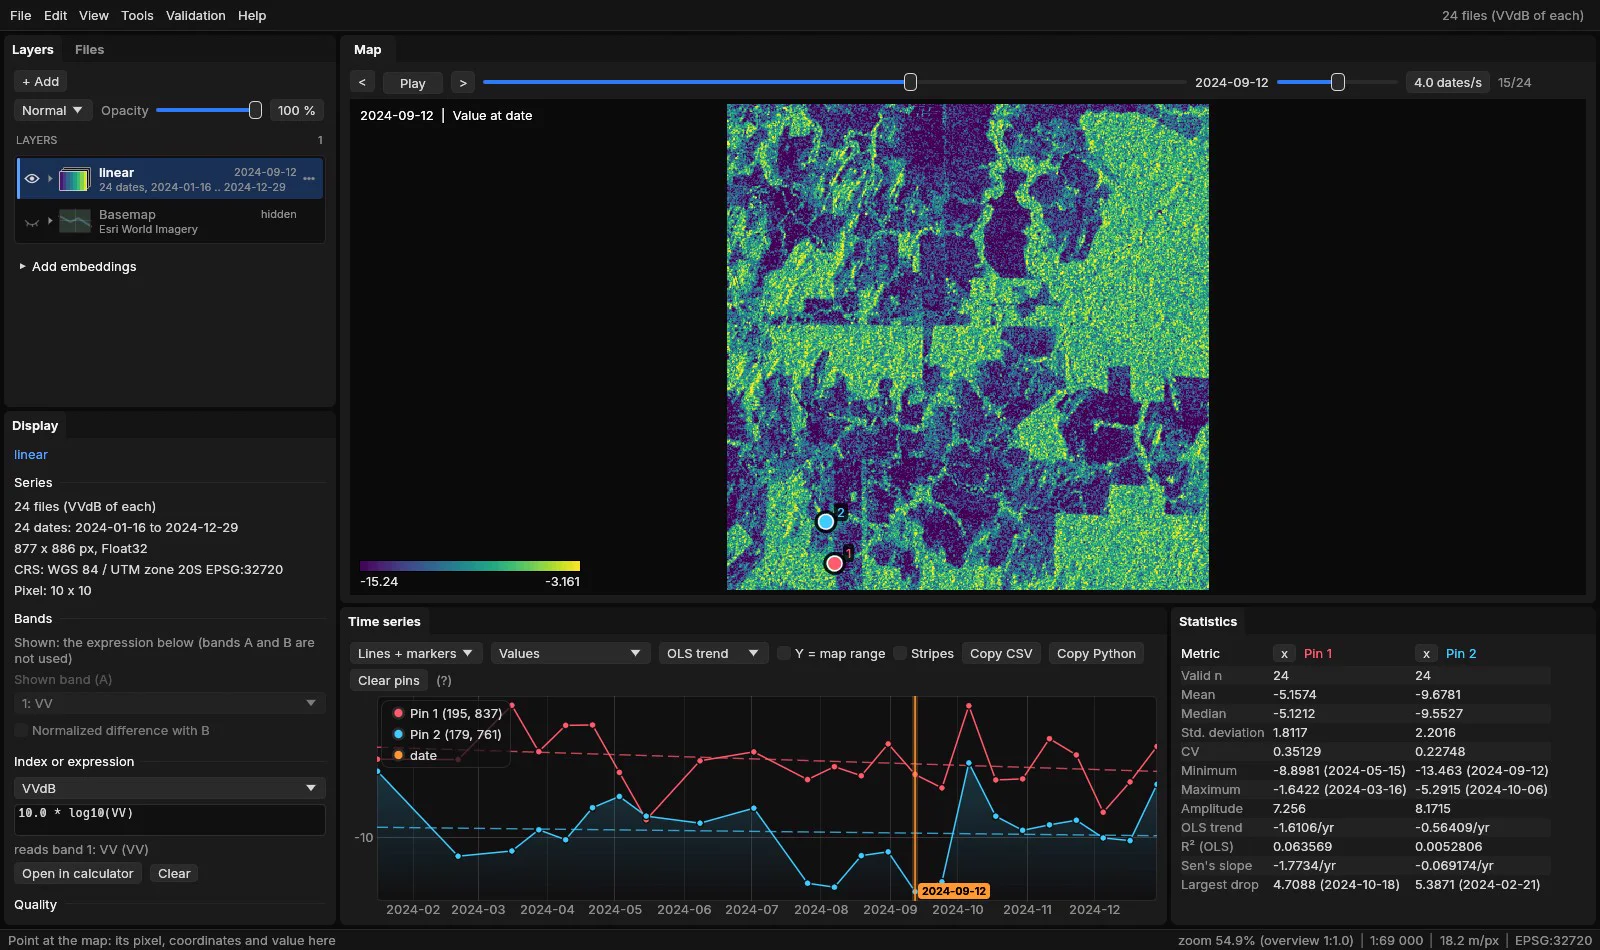 File Edit View Tools Validation Help
24 files (VVdB of each)
Layers Files
+ Add
Normal Opacity 100 %
LAYERS 1
linear 2024-09-12
24 dates, 2024-01-16 .. 2024-12-29
Basemap hidden
Esri World Imagery
Add embeddings
Display
linear
Series
24 files (VVdB of each)
24 dates: 2024-01-16 to 2024-12-29
877 x 886 px, Float32
CRS: WGS 84 / UTM zone 20S EPSG:32720
Pixel: 10 x 10
Bands
Shown: the expression below (bands A and B are
not used)
Shown band (A)
1: VV
Normalized difference with B
Index or expression
VVdB
10.0 * log10(VV)
reads band 1: VV (VV)
Open in calculator Clear
Quality
Map
< Play > 2024-09-12 4.0 dates/s 15/24
2024-09-12 | Value at date
2
1
-15.24 -3.161
Time series
Lines + markers Values OLS trend Y = map range Stripes Copy CSV Copy Python
Clear pins (?)
Pin 1 (195, 837)
Pin 2 (179, 761)
date
-10
2024-09-12
2024-02 2024-03 2024-04 2024-05 2024-06 2024-07 2024-08 2024-09 2024-10 2024-11 2024-12
Statistics
Metric x Pin 1 x Pin 2
Valid n 24 24
Mean -5.1574 -9.6781
Median -5.1212 -9.5527
Std. deviation 1.8117 2.2016
CV 0.35129 0.22748
Minimum -8.8981 (2024-05-15) -13.463 (2024-09-12)
Maximum -1.6422 (2024-03-16) -5.2915 (2024-10-06)
Amplitude 7.256 8.1715
OLS trend -1.6106/yr -0.56409/yr
R² (OLS) 0.063569 0.0052806
Sen's slope -1.7734/yr -0.069174/yr
Largest drop 4.7088 (2024-10-18) 5.3871 (2024-02-21)
Point at the map: its pixel, coordinates and value here
zoom 54.9% (overview 1:1.0) | 1:69 000 | 18.2 m/px | EPSG:32720